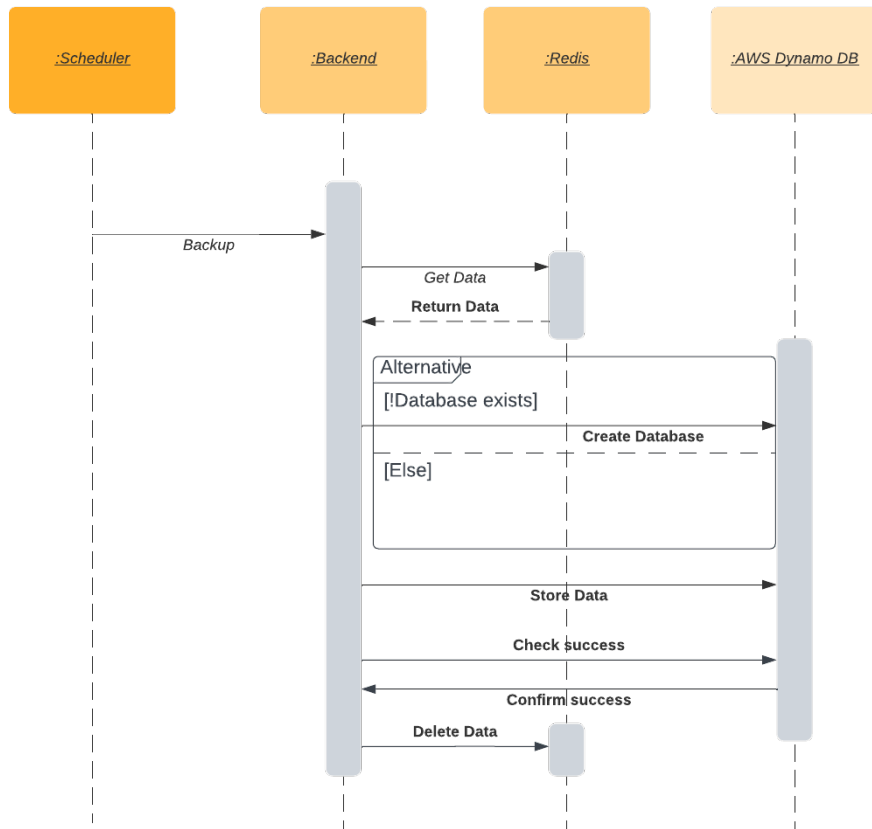 :Scheduler
:Backend
:Redis
:AWS Dynamo DB
Backup
Get Data
Return Data
Alternative
[!Database exists]
Create Database
[Else]
Store Data
Check success
Confirm success
Delete Data